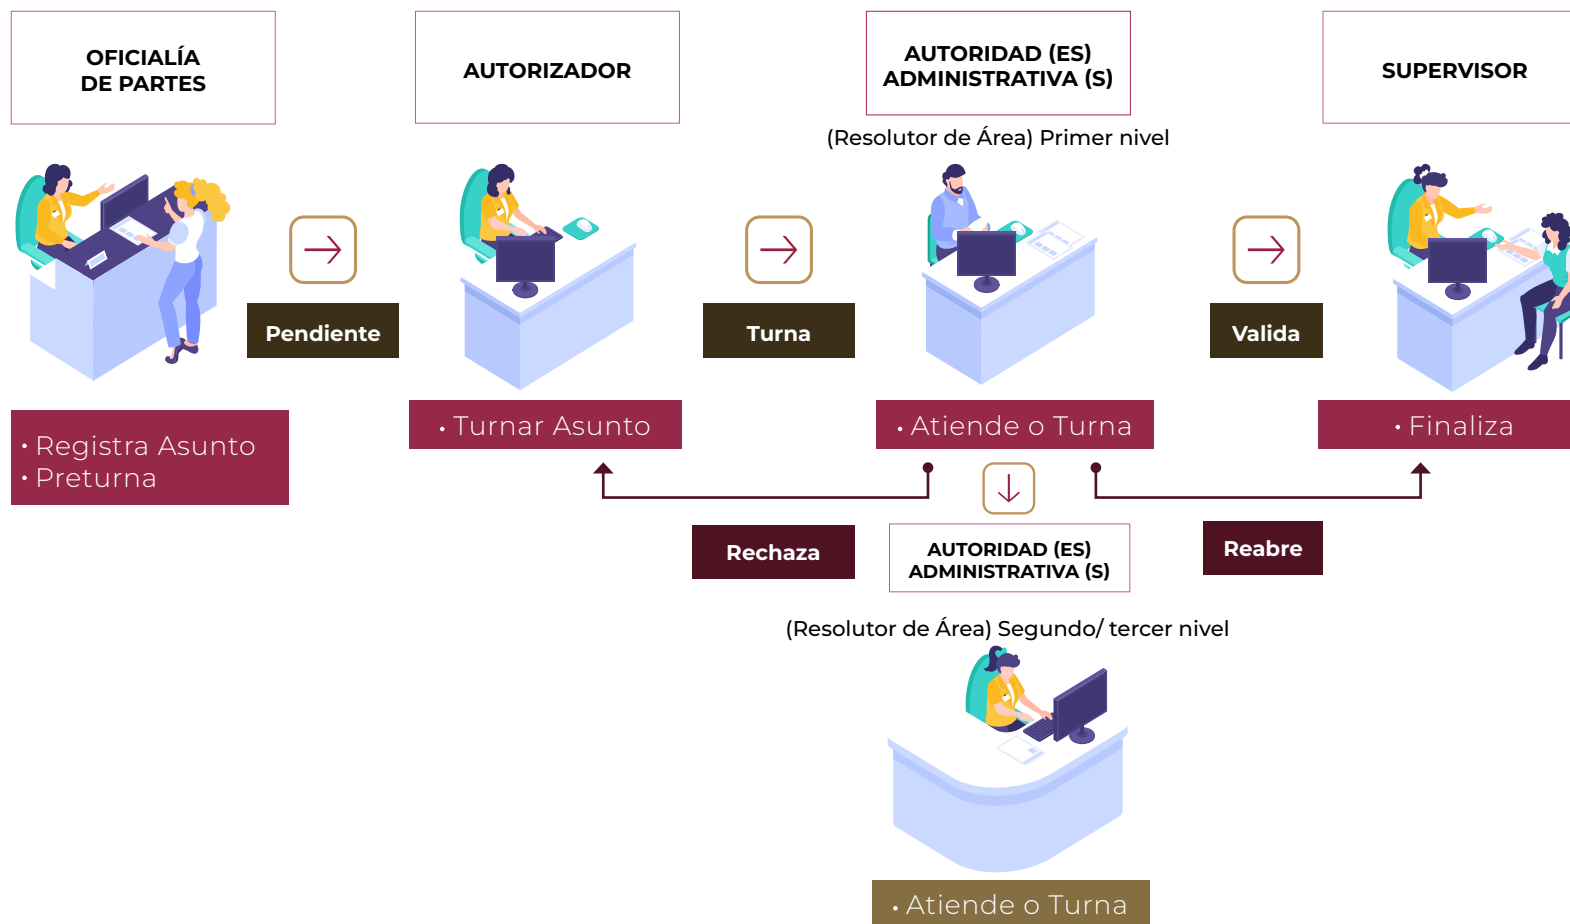 OFICIALÍA
DE PARTES
AUTORIZADOR
AUTORIDAD (ES)
ADMINISTRATIVA (S)
SUPERVISOR
(Resolutor de Área) Primer nivel
Pendiente
Turna
Valida
• Registra Asunto
• Preturna
• Turnar Asunto
• Atiende o Turna
• Finaliza
Rechaza
AUTORIDAD (ES)
ADMINISTRATIVA (S)
Reabre
(Resolutor de Área) Segundo/ tercer nivel
• Atiende o Turna